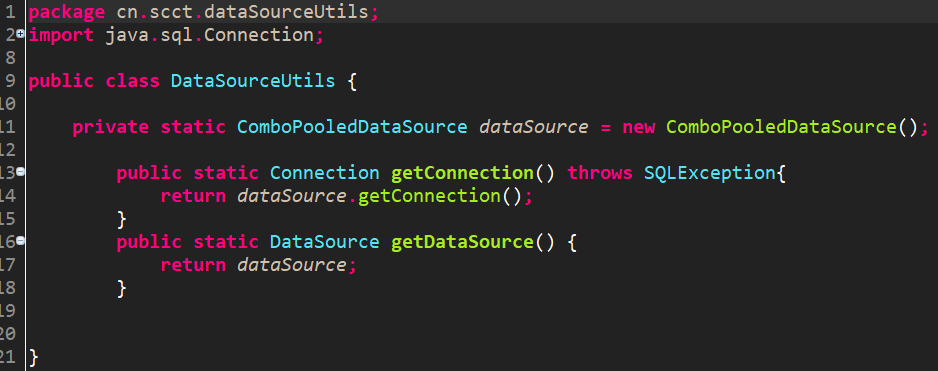 1 package cn.scct.dataSourceUtils;
2 import java.sql.Connection;
8
9 public class DataSourceUtils {
10
11 private static ComboPooledDataSource dataSource = new ComboPooledDataSource();
12
13 public static Connection getConnection() throws SQLException{
14 return dataSource.getConnection();
15 }
16 public static DataSource getDataSource() {
17 return dataSource;
18 }
19
20
21 }